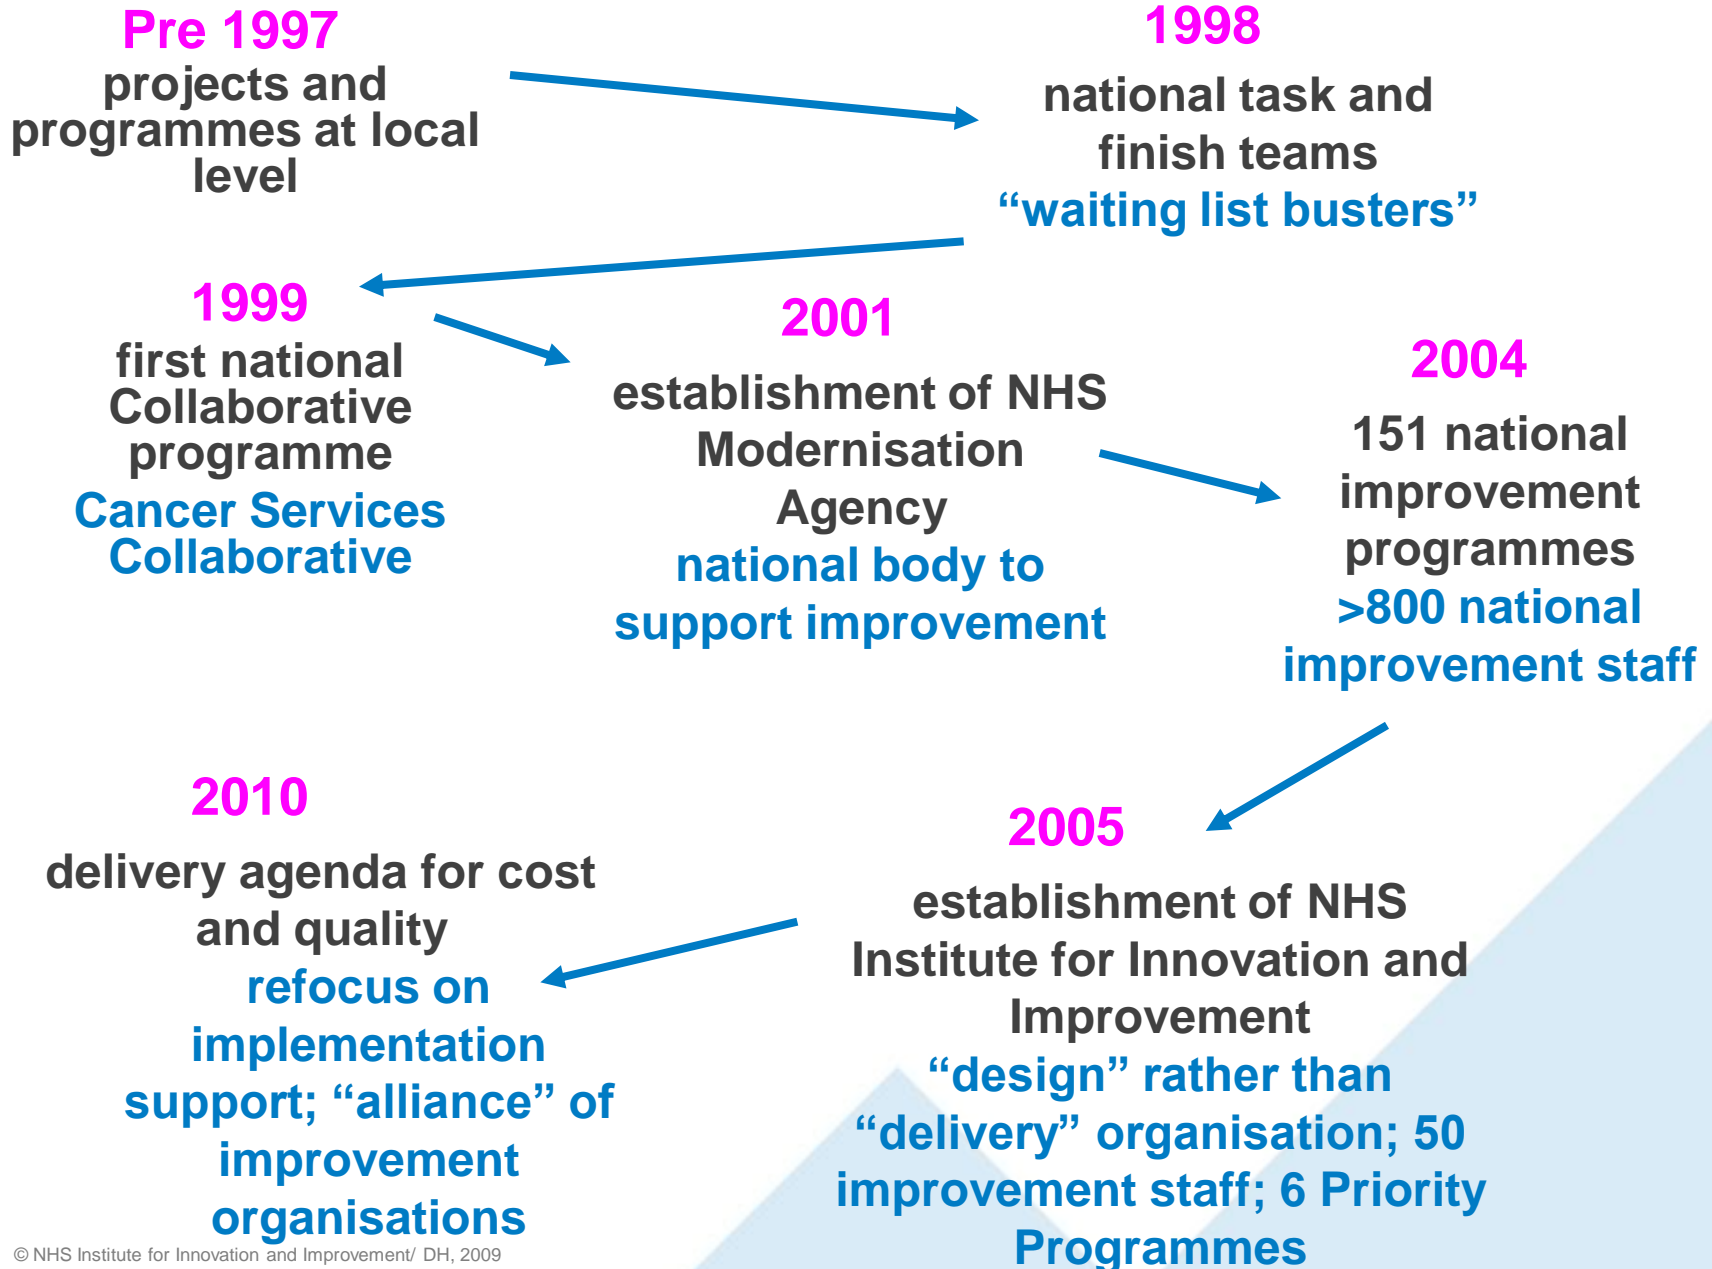 Pre 1997
projects and
programmes at local
level
1998
national task and
finish teams
“waiting list busters”
1999
first national
Collaborative
programme
Cancer Services
Collaborative
2001
establishment of NHS
Modernisation
Agency
national body to
support improvement
2004
151 national
improvement
programmes
>800 national
improvement staff
2005
establishment of NHS
Institute for Innovation and
Improvement
“design” rather than
“delivery” organisation; 50
improvement staff; 6 Priority
Programmes
2010
delivery agenda for cost
and quality
refocus on
implementation
support; “alliance” of
improvement
organisations
© NHS Institute for Innovation and Improvement/ DH, 2009